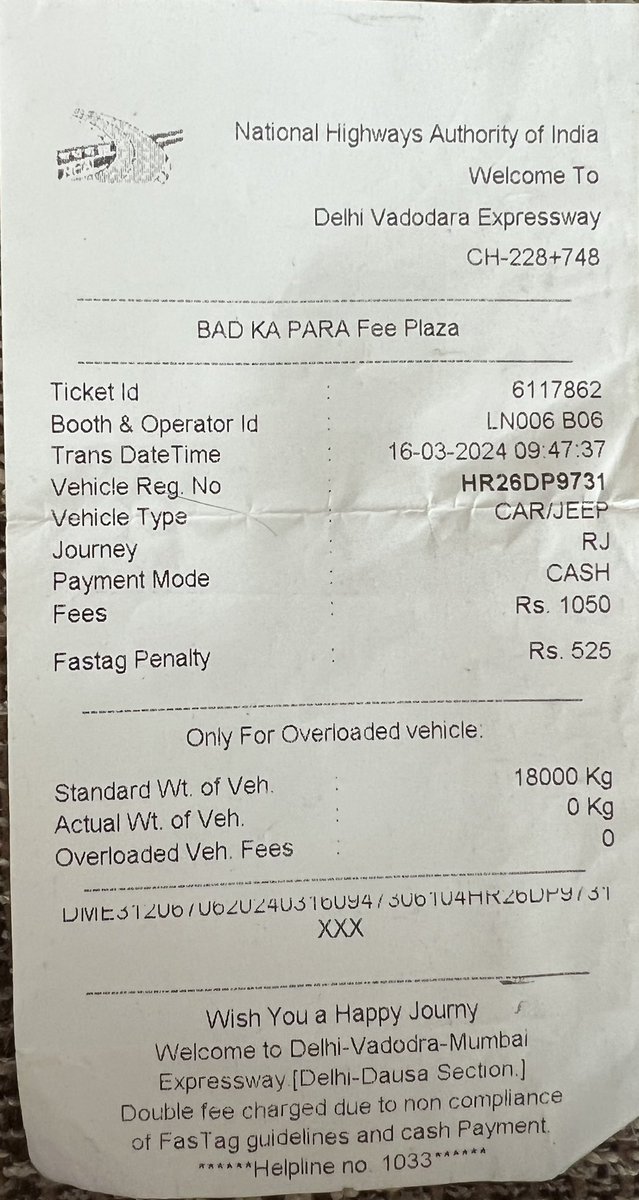 National Highways Authority of India
Welcome To
Delhi Vadodara Expressway
CH-228+748
BAD KA PARA Fee Plaza
Ticket Id : 6117862
Booth & Operator Id : LN006 B06
Trans DateTime : 16-03-2024 09:47:37
Vehicle Reg. No : HR26DP9731
Vehicle Type : CAR/JEEP
Journey : RJ
Payment Mode : CASH
Fees : Rs. 1050
Fastag Penalty : Rs. 525
Only For Overloaded vehicle:
Standard Wt. of Veh. : 18000 Kg
Actual Wt. of Veh. : 0 Kg
Overloaded Veh. Fees : 0
XXX
Wish You a Happy Journy
Welcome to Delhi-Vadodra-Mumbai
Expressway.[Delhi-Dausa Section.]
Double fee charged due to non compliance
of FasTag guidelines and cash Payment.
******Helpline no. 1033******